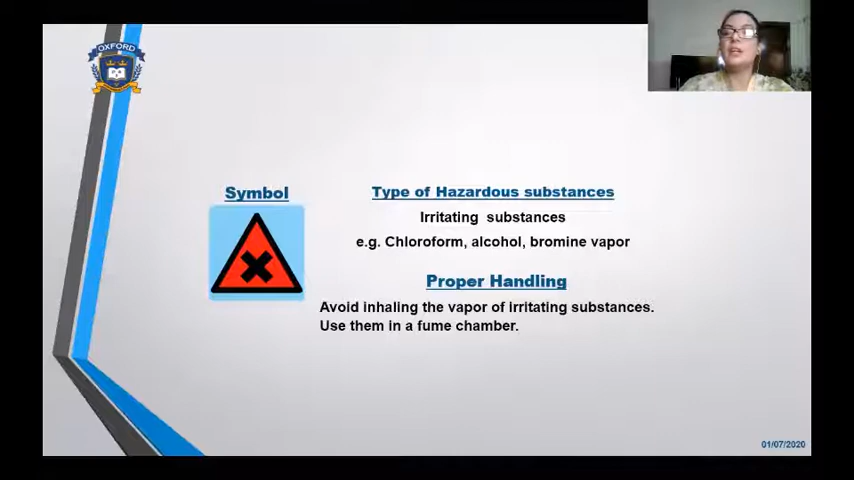 OXFORD
Symbol
Type of Hazardous substances
Irritating substances
e.g. Chloroform, alcohol, bromine vapor
Proper Handling
Avoid inhaling the vapor of irritating substances.
Use them in a fume chamber.
01/07/2020